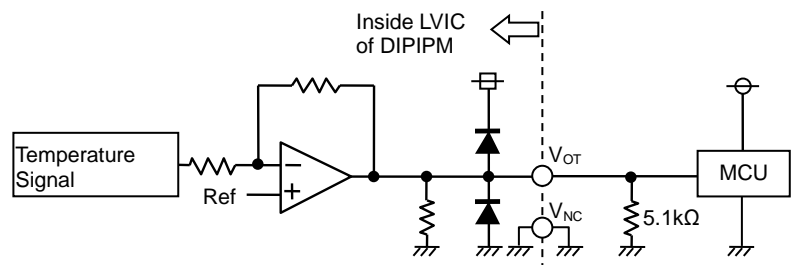 Inside LVIC
of DIPIPM
Temperature
Signal
Ref
−
+
VOT
VNC
5.1kΩ
MCU